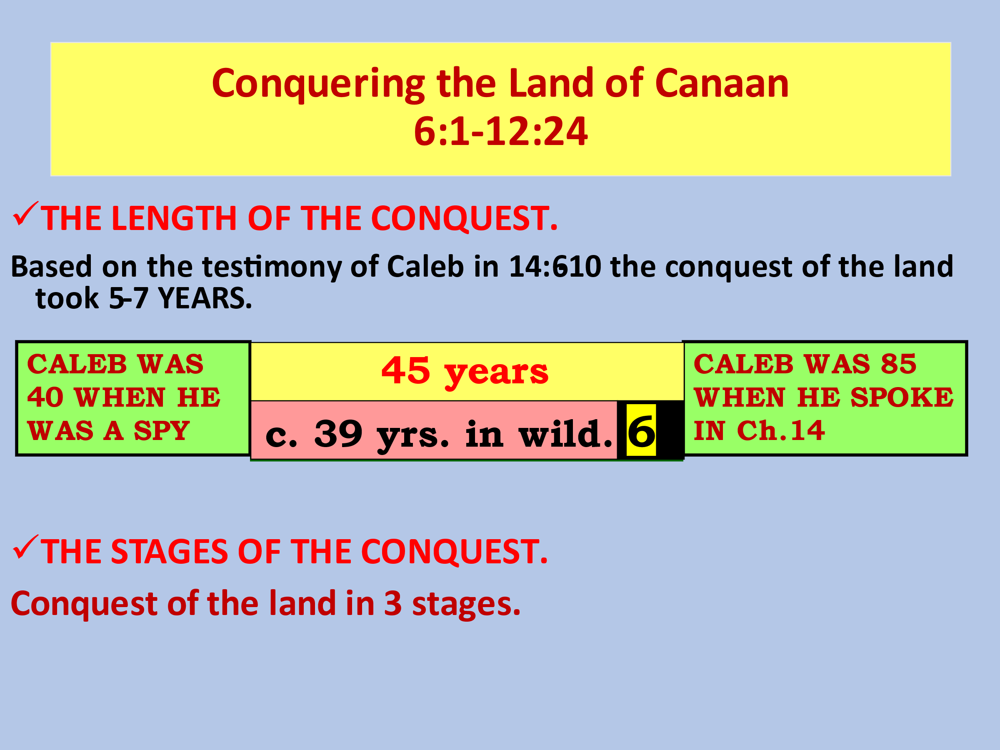 Conquering the Land of Canaan
6:1-12:24
✓THE LENGTH OF THE CONQUEST.
Based on the testimony of Caleb in 14:6-10 the conquest of the land
took 5-7 YEARS.
CALEB WAS
40 WHEN HE
WAS A SPY
45 years
c. 39 yrs. in wild. 6
CALEB WAS 85
WHEN HE SPOKE
IN Ch.14
✓THE STAGES OF THE CONQUEST.
Conquest of the land in 3 stages.